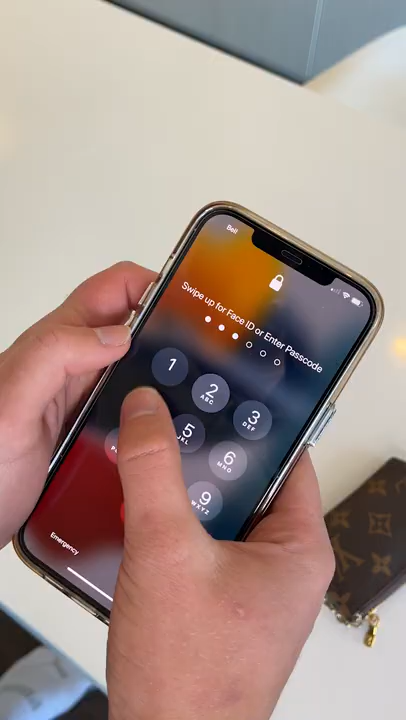 Bell
Swipe up for Face ID or Enter Passcode
1
2
ABC
3
DEF
5
JKL
6
MNO
9
WXYZ
Emergency